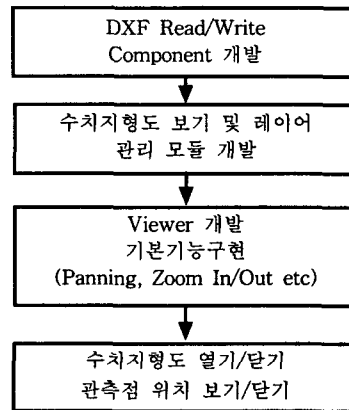 DXF Read/Write
Component 개발
수치지형도 보기 및 레이어
관리 모듈 개발
Viewer 개발
기본기능구현
(Panning, Zoom In/Out etc)
수치지형도 열기/닫기
관측점 위치 보기/닫기